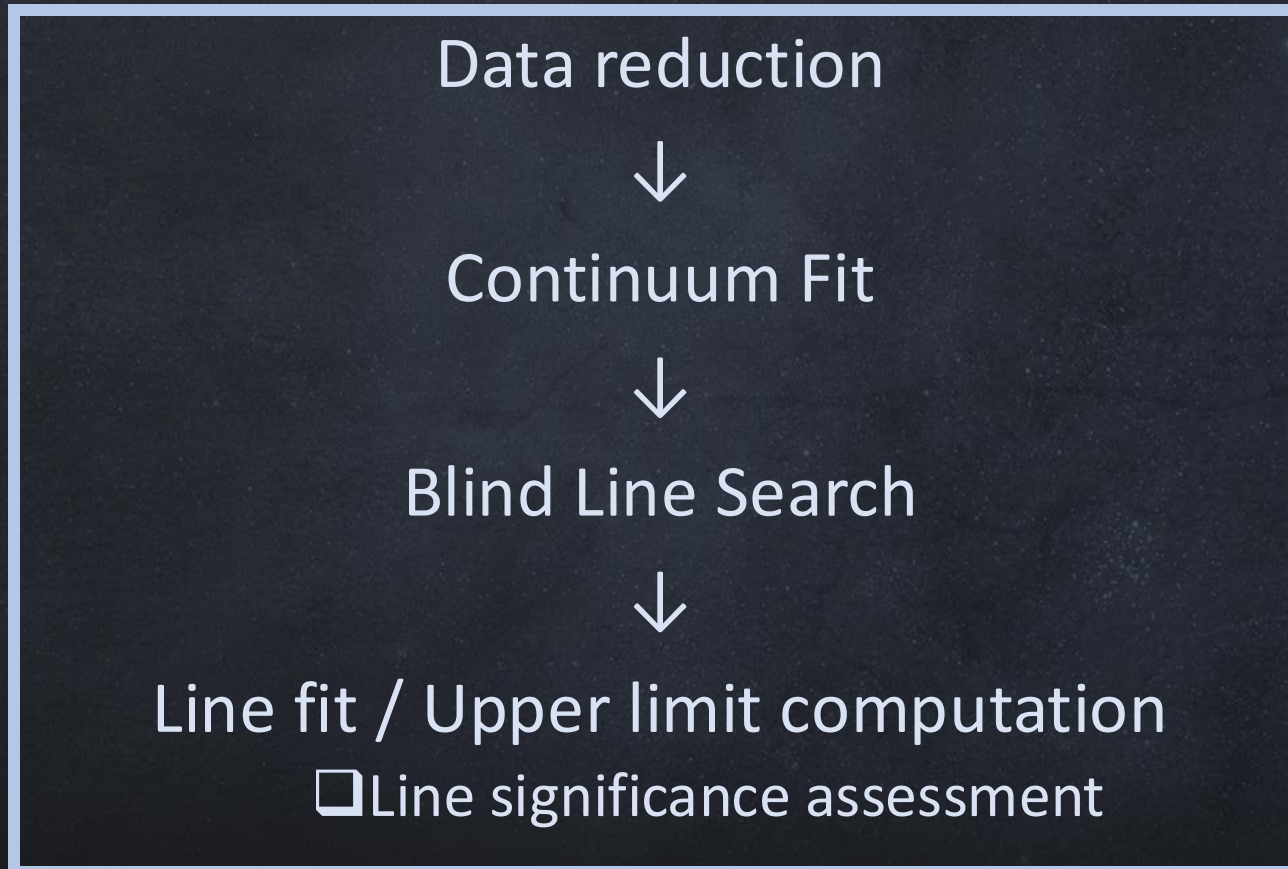 Data reduction
↓
Continuum Fit
↓
Blind Line Search
↓
Line fit / Upper limit computation
❑Line significance assessment